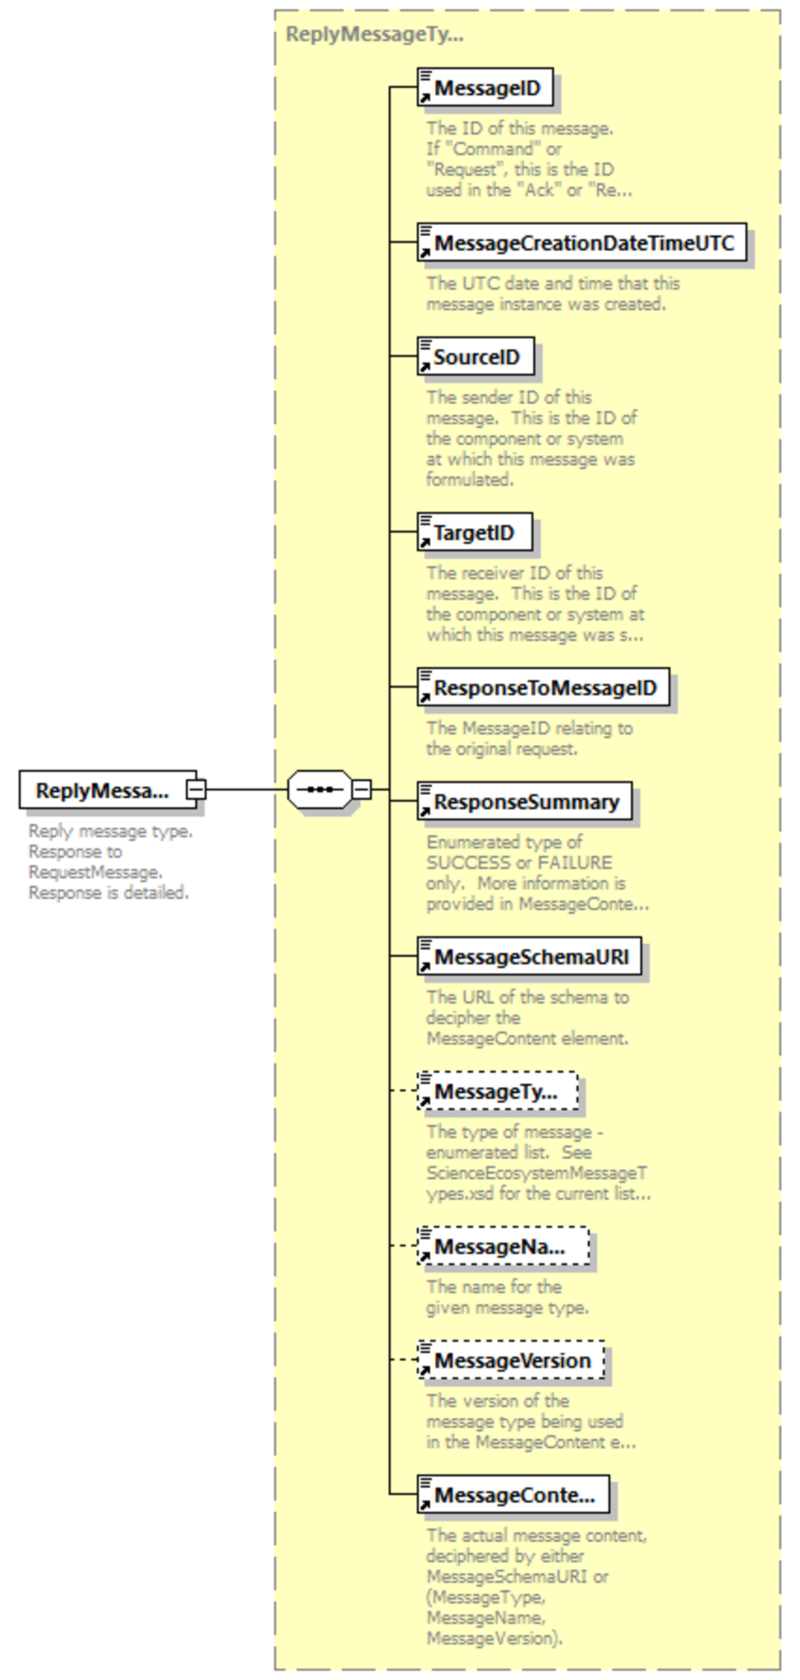 ReplyMessageTy...
MessageID
The ID of this message.
If "Command" or
"Request", this is the ID
used in the "Ack" or "Re...
MessageCreationDateTimeUTC
The UTC date and time that this
message instance was created.
SourceID
The sender ID of this
message.  This is the ID of
the component or system
at which this message was
formulated.
TargetID
The receiver ID of this
message.  This is the ID of
the component or system at
which this message was s...
ResponseToMessageID
The MessageID relating to
the original request.
ReplyMessa...
Reply message type.
Response to
RequestMessage.
Response is detailed.
ResponseSummary
Enumerated type of
SUCCESS or FAILURE
only.  More information is
provided in MessageConte...
MessageSchemaURI
The URL of the schema to
decipher the
MessageContent element.
MessageTy...
The type of message -
enumerated list.  See
ScienceEcosystemMessageT
ypes.xsd for the current list...
MessageNa...
The name for the
given message type.
MessageVersion
The version of the
message type being used
in the MessageContent e...
MessageConte...
The actual message content,
deciphered by either
MessageSchemaURI or
(MessageType,
MessageName,
MessageVersion).